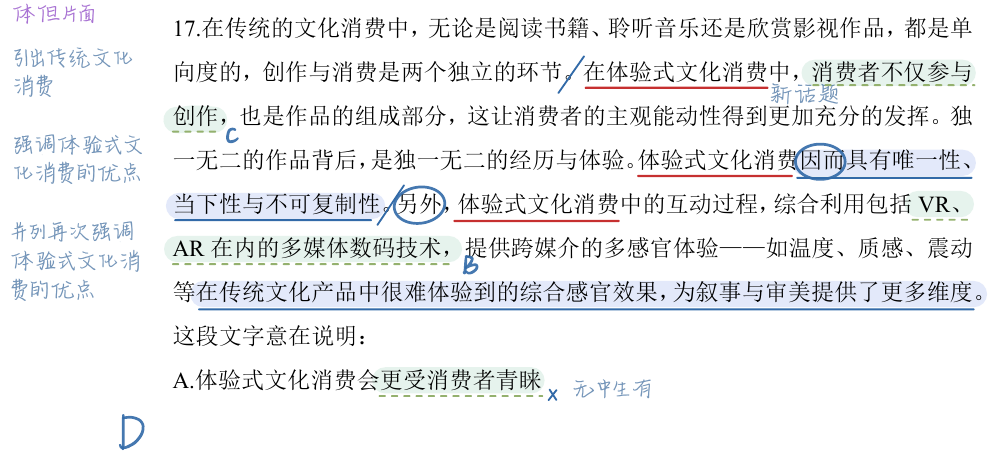 体但片面
17.在传统的文化消费中，无论是阅读书籍、聆听音乐还是欣赏影视作品，都是单
引出传统文化
消费
向度的，创作与消费是两个独立的环节。在体验式文化消费中，消费者不仅参与
新话题
创作，也是作品的组成部分，这让消费者的主观能动性得到更加充分的发挥。独
C
强调体验式文
化消费的优点
一无二的作品背后，是独一无二的经历与体验。体验式文化消费因而具有唯一性、
当下性与不可复制性。另外，体验式文化消费中的互动过程，综合利用包括 VR、
并列再次强调
体验式文化消
费的优点
AR 在内的多媒体数码技术，提供跨媒介的多感官体验——如温度、质感、震动
B
等在传统文化产品中很难体验到的综合感官效果，为叙事与审美提供了更多维度。
这段文字意在说明：
A.体验式文化消费会更受消费者青睐
x 无中生有
D